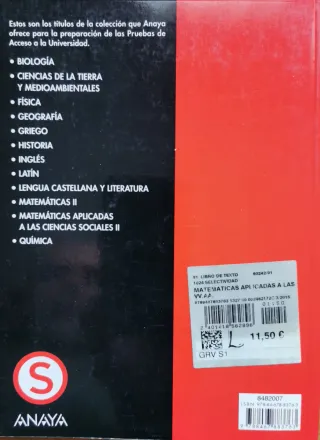 Estos son los títulos de la colección que Anaya
ofrece para la preparación de las Pruebas de
Acceso a la Universidad.
• BIOLOGÍA
• CIENCIAS DE LA TIERRA
Y MEDIOAMBIENTALES
• FÍSICA
• GEOGRAFÍA
• GRIEGO
• HISTORIA
• INGLÉS
• LATÍN
• LENGUA CASTELLANA Y LITERATURA
• MATEMÁTICAS II
• MATEMÁTICAS APLICADAS
A LAS CIENCIAS SOCIALES II
• QUÍMICA
LIBRO DE TEXTO
SELECTIVIDAD
MATEMATICAS APLICADAS A LAS
VV.AA.
11,50 €
GRV S1
S
ANAYA
8482007